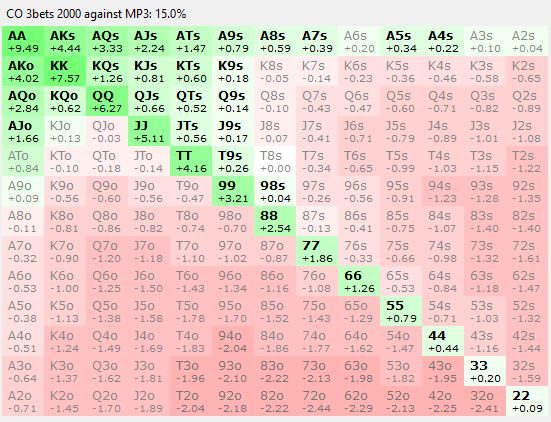 CO 3bets 2000 against MP3: 15.0%
AA AKs AQs AJs ATs A9s A8s A7s A6s A5s A4s A3s A2s
+9.49 +4.44 +3.33 +2.24 +1.47 +0.79 +0.59 +0.39 +0.20 +0.34 +0.22 +0.10 +0.04
AKo KK KQs KJs KTs K9s K8s K7s K6s K5s K4s K3s K2s
+4.02 +7.57 +1.26 +0.81 +0.60 +0.18 -0.05 -0.14 -0.23 -0.36 -0.46 -0.58 -0.65
AQo KQo QQ QJs QTs Q9s Q8s Q7s Q6s Q5s Q4s Q3s Q2s
+2.84 +0.62 +6.27 +0.66 +0.52 +0.14 -0.10 -0.43 -0.47 -0.60 -0.71 -0.82 -0.89
AJo KJo QJo JJ JTs J9s J8s J7s J6s J5s J4s J3s J2s
+1.66 +0.13 -0.03 +5.11 +0.56 +0.17 -0.07 -0.41 -0.71 -0.79 -0.89 -1.01 -1.08
ATo KTo QTo JTo TT T9s T8s T7s T6s T5s T4s T3s T2s
+0.84 -0.10 -0.18 -0.14 +4.16 +0.26 +0.00 -0.34 -0.65 -0.99 -1.03 -1.15 -1.22
A9o K9o Q9o J9o T9o 99 98s 97s 96s 95s 94s 93s 92s
+0.09 -0.56 -0.60 -0.56 -0.47 +3.21 +0.04 -0.26 -0.56 -0.91 -1.23 -1.28 -1.35
A8o K8o Q8o J8o T8o 98o 88 87s 86s 85s 84s 83s 82s
-0.11 -0.81 -0.86 -0.82 -0.74 -0.70 +2.54 -0.13 -0.41 -0.75 -1.07 -1.40 -1.40
A7o K7o Q7o J7o T7o 97o 87o 77 76s 75s 74s 73s 72s
-0.32 -0.90 -1.20 -1.18 -1.10 -1.02 -0.87 +1.86 -0.33 -0.66 -0.98 -1.32 -1.61
A6o K6o Q6o J6o T6o 96o 86o 76o 66 65s 64s 63s 62s
-0.53 -1.00 -1.25 -1.50 -1.43 -1.34 -1.16 -1.08 +1.26 -0.53 -0.84 -1.18 -1.47
A5o K5o Q5o J5o T5o 95o 85o 75o 65o 55 54s 53s 52s
-0.38 -1.13 -1.38 -1.58 -1.78 -1.70 -1.52 -1.43 -1.29 +0.79 -0.71 -1.03 -1.32
A4o K4o Q4o J4o T4o 94o 84o 74o 64o 54o 44 43s 42s
-0.51 -1.24 -1.49 -1.69 -1.83 -2.04 -1.86 -1.77 -1.62 -1.47 +0.44 -1.16 -1.44
A3o K3o Q3o J3o T3o 93o 83o 73o 63o 53o 43o 33 32s
-0.64 -1.37 -1.62 -1.81 -1.96 -2.10 -2.22 -2.13 -1.98 -1.82 -1.95 +0.20 -1.59
A2o K2o Q2o J2o T2o 92o 82o 72o 62o 52o 42o 32o 22
-0.71 -1.45 -1.70 -1.89 -2.04 -2.18 -2.22 -2.44 -2.29 -2.13 -2.25 -2.41 +0.09